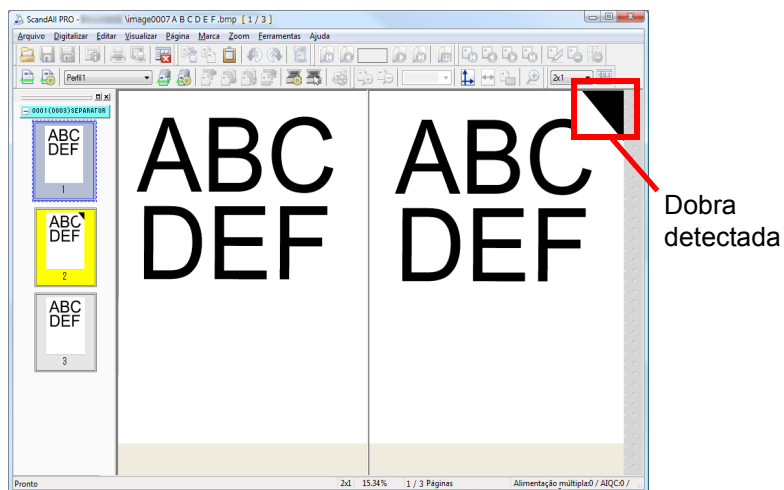 ScandAll PRO - \image0007 A B C D E F.bmp [ 1 / 3 ]
Arquivo Digitalizar Editar Visualizar Página Marca Zoom Ferramentas Ajuda
Perfil1 2x1
0001(0003)SEPARATOR
ABC
DEF
1
ABC
DEF
2
ABC
DEF
3
ABC
DEF
ABC
DEF
Dobra
detectada
Pronto 2x1 15.34% 1 / 3 Páginas Alimentação múltipla:0 / AIQC:0 /